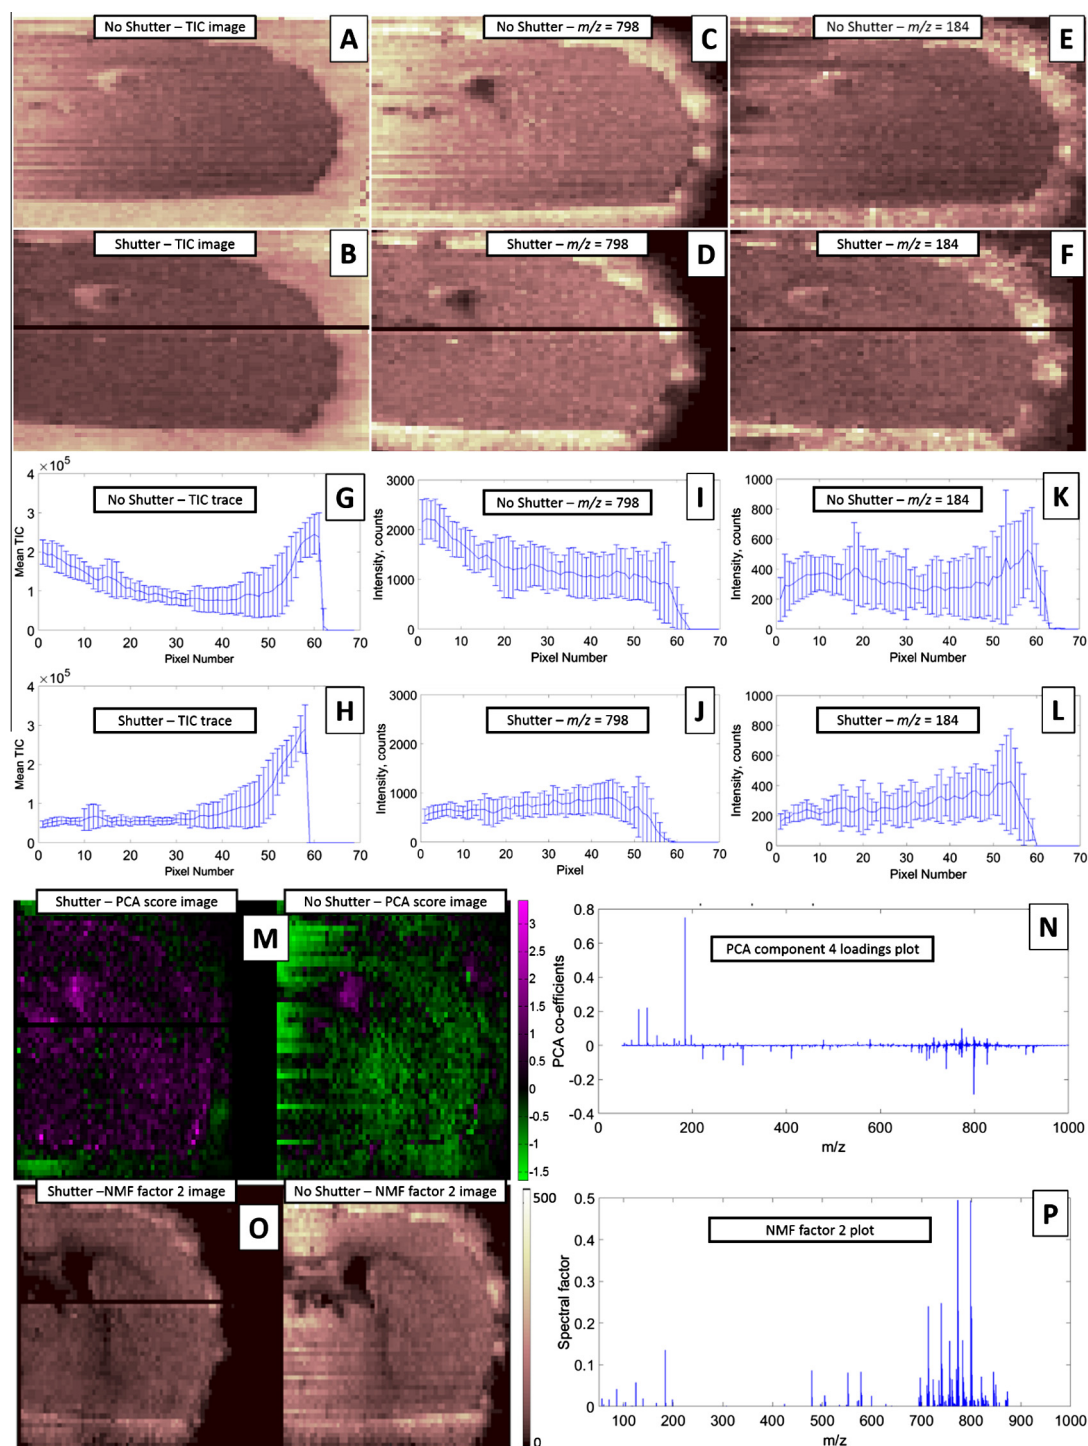 No Shutter – TIC image
A
No Shutter – m/z = 798
C
No Shutter – m/z = 184
E
Shutter – TIC image
B
Shutter – m/z = 798
D
Shutter – m/z = 184
F
×10⁵
4
3
2
1
0
Mean TIC
No Shutter – TIC trace
G
0 10 20 30 40 50 60 70
Pixel Number
3000
2000
1000
0
Intensity, counts
No Shutter – m/z = 798
I
0 10 20 30 40 50 60 70
Pixel Number
1000
800
600
400
200
0
Intensity, counts
No Shutter – m/z = 184
K
0 10 20 30 40 50 60 70
Pixel Number
×10⁵
4
3
2
1
0
Mean TIC
Shutter – TIC trace
H
0 10 20 30 40 50 60 70
Pixel Number
3000
2000
1000
0
Intensity, counts
Shutter – m/z = 798
J
0 10 20 30 40 50 60 70
Pixel
1000
800
600
400
200
0
Intensity, counts
Shutter – m/z = 184
L
0 10 20 30 40 50 60 70
Pixel Number
Shutter – PCA score image
M
No Shutter – PCA score image
3
2.5
2
1.5
1
0.5
0
-0.5
-1
-1.5
0.8
0.6
0.4
0.2
0
-0.2
-0.4
PCA co-efficients
PCA component 4 loadings plot
N
0 200 400 600 800 1000
m/z
Shutter –NMF factor 2 image
O
No Shutter – NMF factor 2 image
500
0
0.5
0.4
0.3
0.2
0.1
0
Spectral factor
NMF factor 2 plot
P
100 200 300 400 500 600 700 800 900 1000
m/z